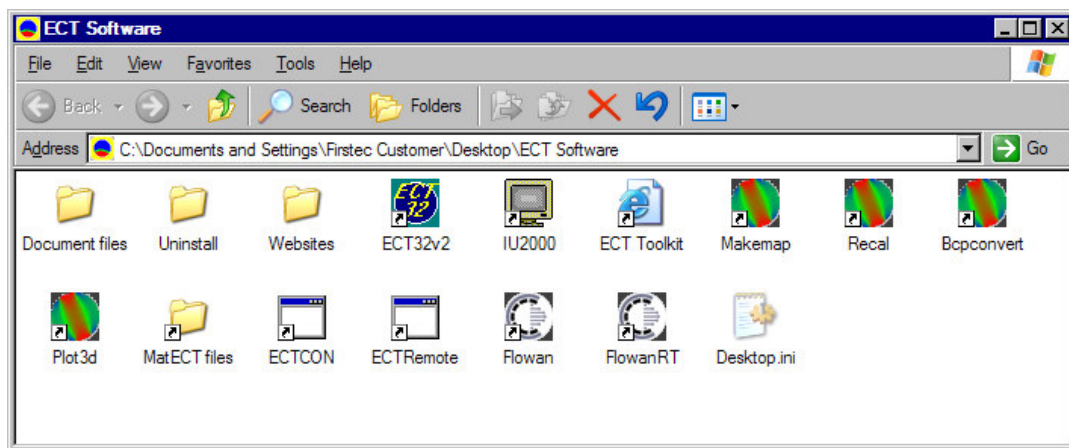 ECT Software
File Edit View Favorites Tools Help
Back Search Folders
Address C:\Documents and Settings\Firstec Customer\Desktop\ECT Software Go
Document files Uninstall Websites ECT32v2 IU2000 ECT Toolkit Makemap Recal Bcpconvert
Plot3d MatECT files ECTCON ECTRemote Flowan FlowanRT Desktop.ini
ECT
32